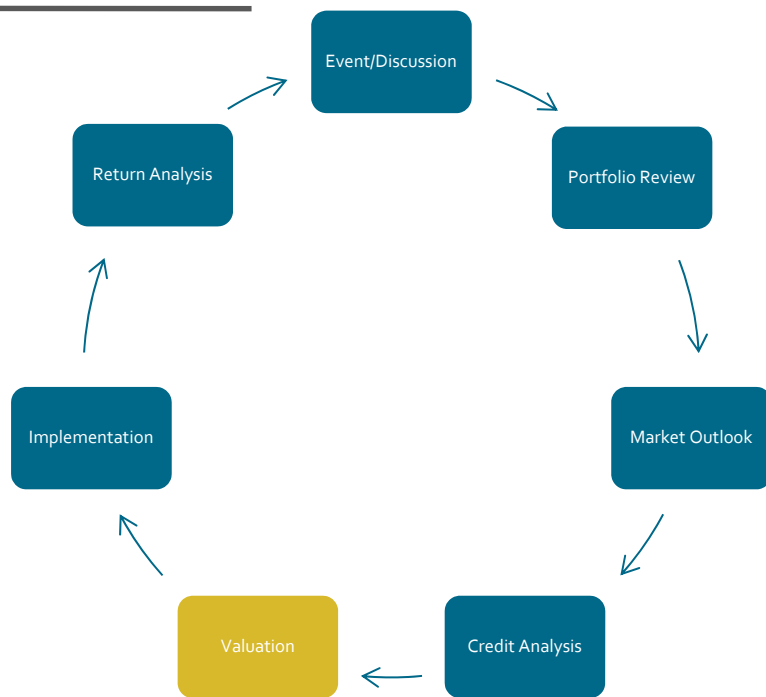 Event/Discussion
Portfolio Review
Market Outlook
Credit Analysis
Valuation
Implementation
Return Analysis